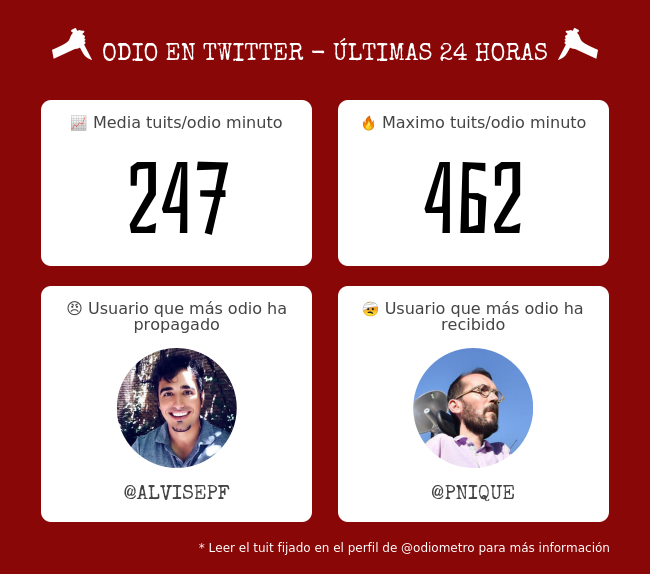 ODIO EN TWITTER – ÚLTIMAS 24 HORAS
Media tuits/odio minuto
247
Maximo tuits/odio minuto
462
Usuario que más odio ha
propagado
@ALVISEPF
Usuario que más odio ha
recibido
@PNIQUE
* Leer el tuit fijado en el perfil de @odiometro para más información